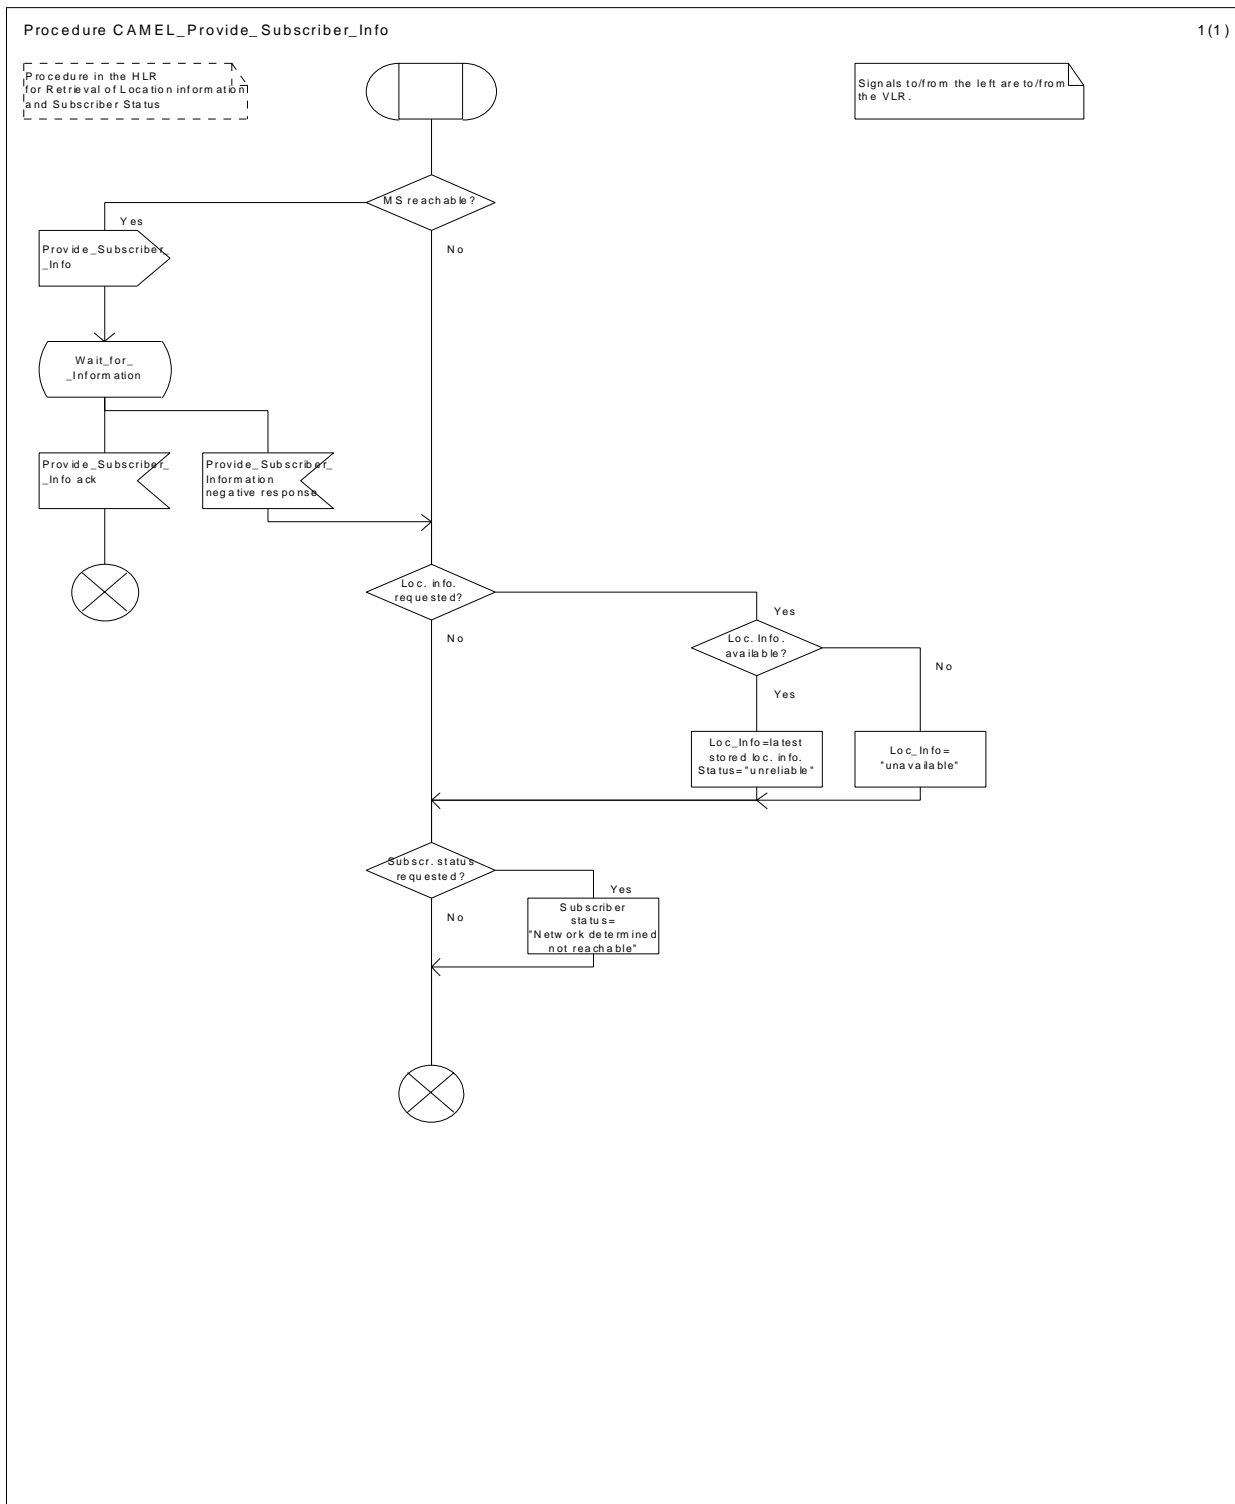 Procedure CAMEL_Provide_Subscriber_Info
1(1)
Procedure in the HLR
for Retrieval of Location information
and Subscriber Status
Signals to/from the left are to/from
the VLR.
MS reachable?
Yes
No
Provide_Subscriber_
_Info
Wait_for_
_Information
Provide_Subscriber_
_Info ack
Provide_Subscriber_
Information
negative response
Loc. info.
requested?
Yes
No
Loc. Info.
available?
No
Yes
Loc_Info=latest
stored loc. info.
Status="unreliable"
Loc_Info=
"unavailable"
Subscr. status
requested?
Yes
No
Subscriber
status=
"Network determined
not reachable"